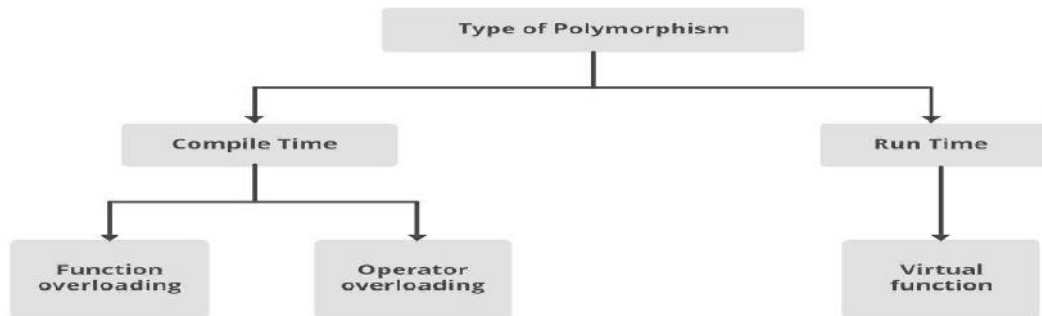 Type of Polymorphism
Compile Time
Run Time
Function
overloading
Operator
overloading
Virtual
function